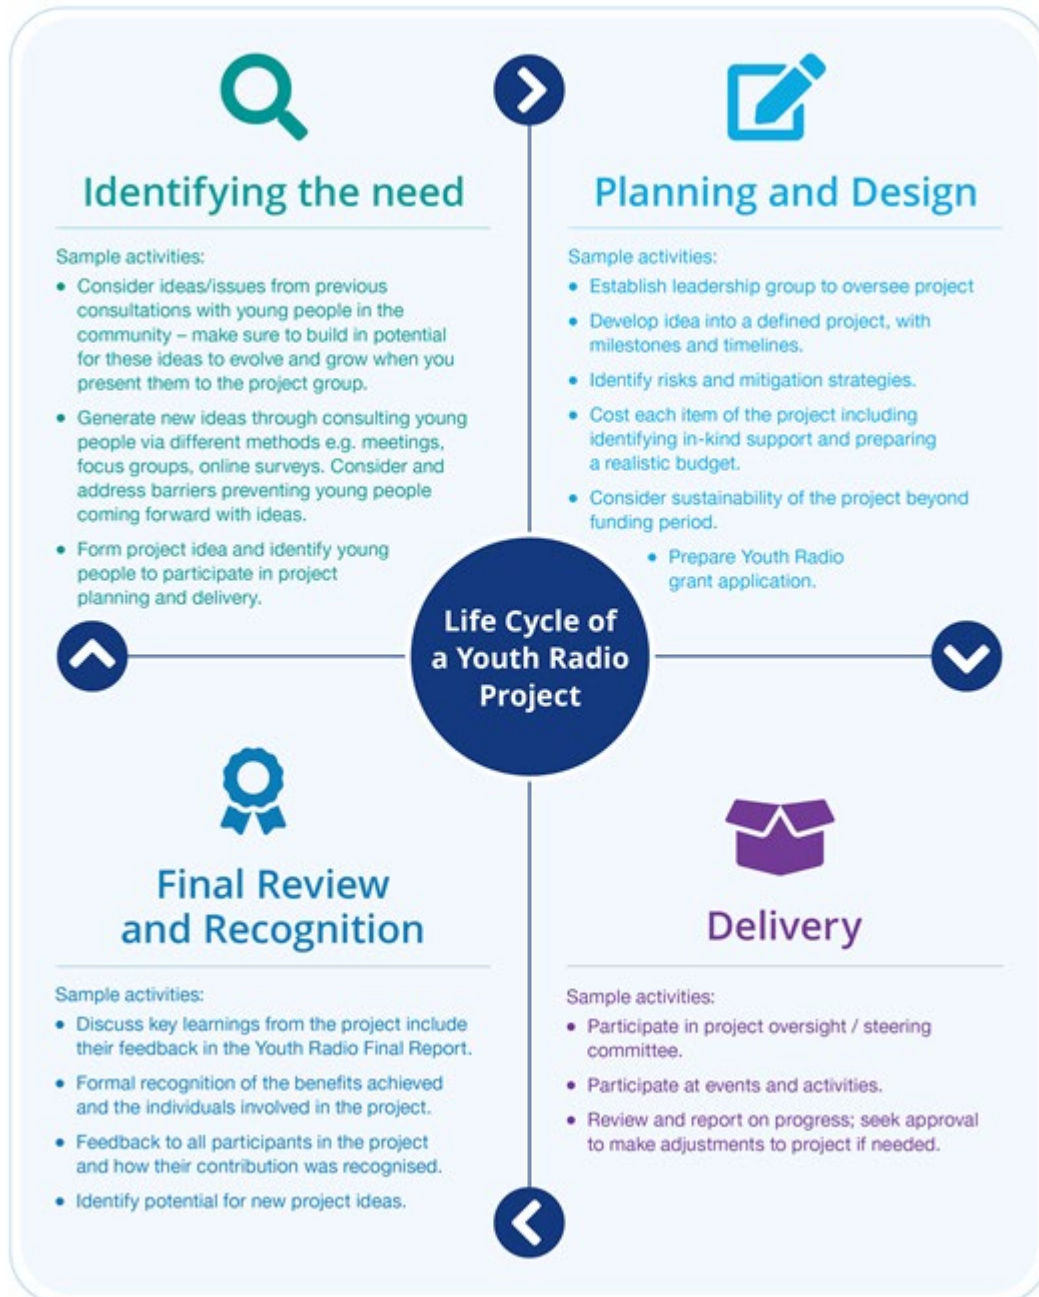 Identifying the need
Sample activities:
• Consider ideas/issues from previous
consultations with young people in the
community – make sure to build in potential
for these ideas to evolve and grow when you
present them to the project group.
• Generate new ideas through consulting young
people via different methods e.g. meetings,
focus groups, online surveys. Consider and
address barriers preventing young people
coming forward with ideas.
• Form project idea and identify young
people to participate in project
planning and delivery.
Planning and Design
Sample activities:
• Establish leadership group to oversee project
• Develop idea into a defined project, with
milestones and timelines.
• Identify risks and mitigation strategies.
• Cost each item of the project including
identifying in-kind support and preparing
a realistic budget.
• Consider sustainability of the project beyond
funding period.
• Prepare Youth Radio
grant application.
Life Cycle of
a Youth Radio
Project
Final Review
and Recognition
Sample activities:
• Discuss key learnings from the project include
their feedback in the Youth Radio Final Report.
• Formal recognition of the benefits achieved
and the individuals involved in the project.
• Feedback to all participants in the project
and how their contribution was recognised.
• Identify potential for new project ideas.
Delivery
Sample activities:
• Participate in project oversight / steering
committee.
• Participate at events and activities.
• Review and report on progress; seek approval
to make adjustments to project if needed.